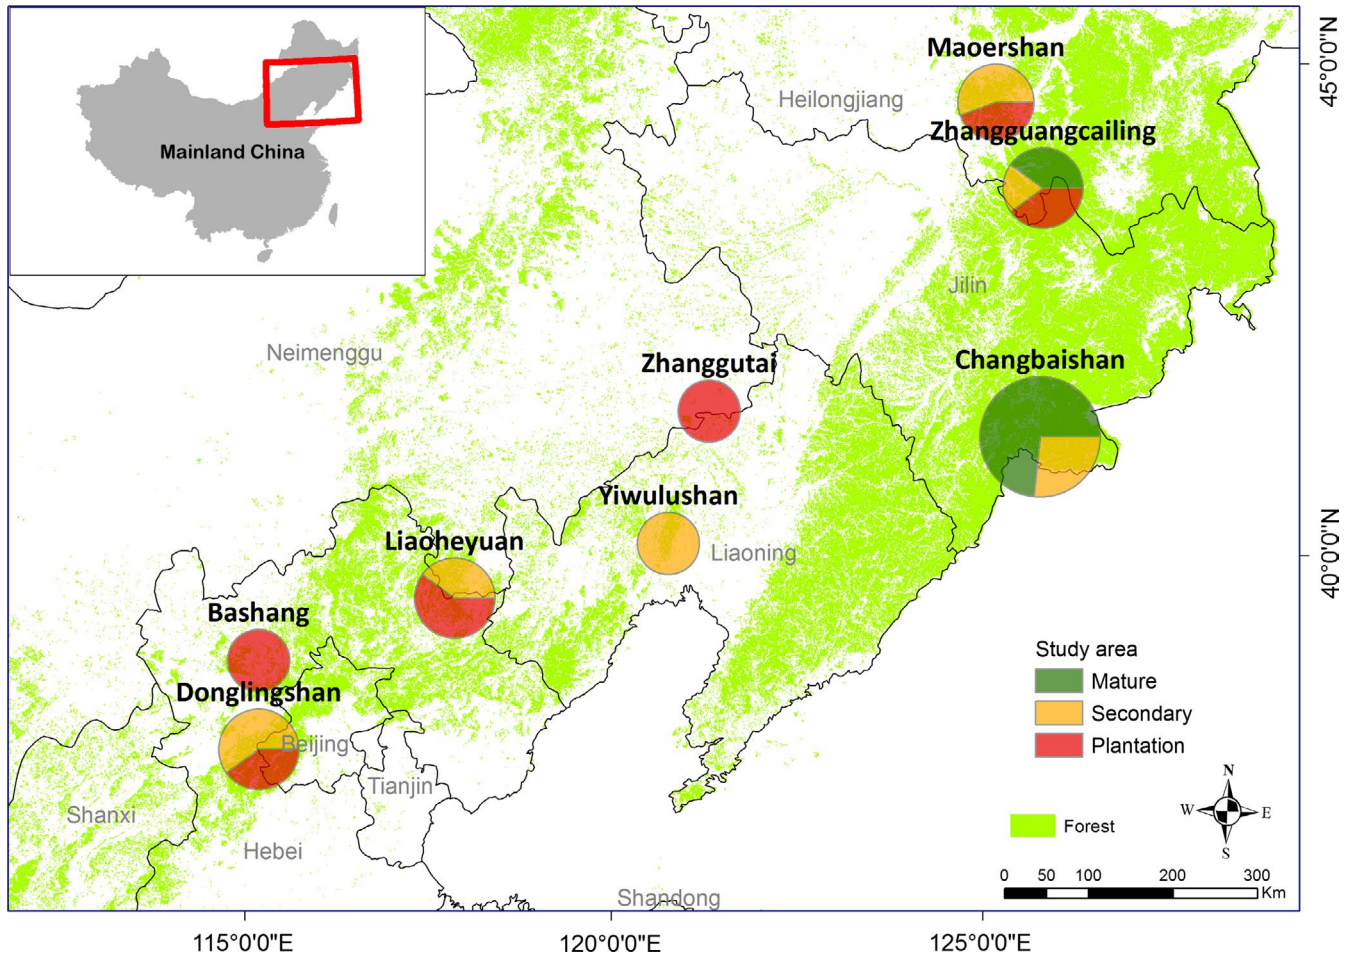 Mainland China
Maoershan
Heilongjiang
Zhangguangcailing
45°0'0"N
Jilin
Neimenggu
Zhanggutai
Changbaishan
Yiwulushan
Liaoheyuan
Liaoning
40°0'0"N
Bashang
Donglingshan
Beijing
Tianjin
Shanxi
Hebei
Shandong
Study area
Mature
Secondary
Plantation
Forest
N
W
E
S
0 50 100 200 300
Km
115°0'0"E
120°0'0"E
125°0'0"E